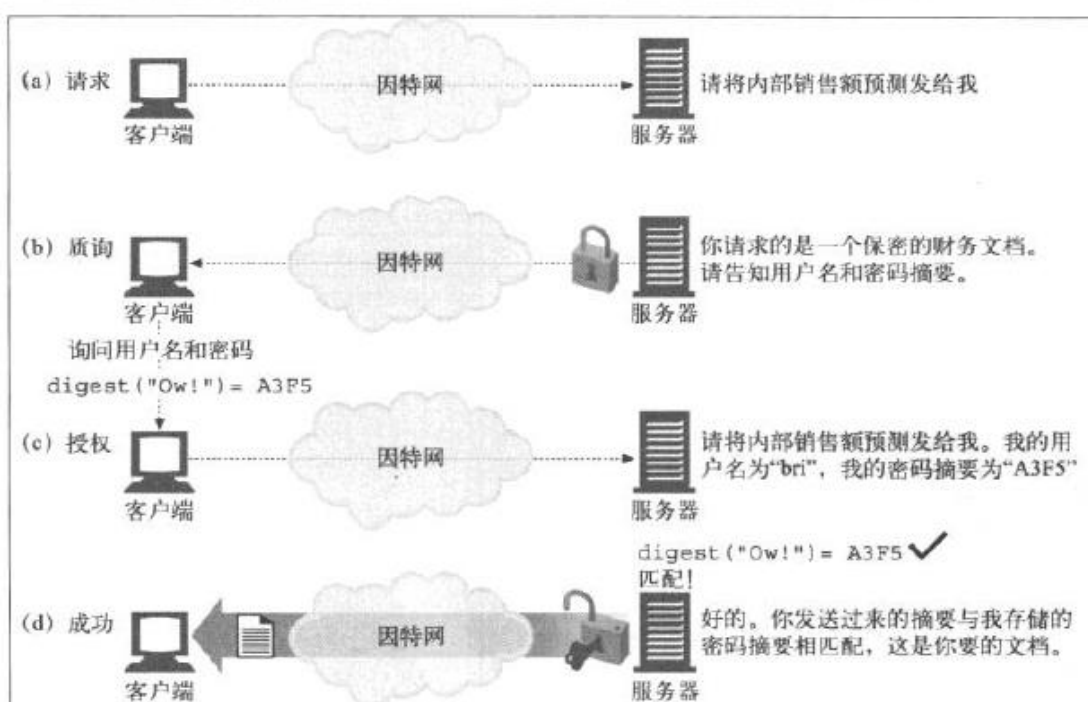 (a) 请求
因特网
请将内部销售额预测发给我
客户端
服务器
(b) 质询
因特网
你请求的是一个保密的财务文档。
请告知用户名和密码摘要。
客户端
服务器
询问用户名和密码
digest("Ow!")= A3F5
(c) 授权
因特网
请将内部销售额预测发给我。我的用
户名为“bri”，我的密码摘要为“A3F5”
客户端
服务器
digest("Ow!")= A3F5
匹配!
(d) 成功
因特网
好的。你发送过来的摘要与我存储的
密码摘要相匹配，这是你要的文档。
客户端
服务器